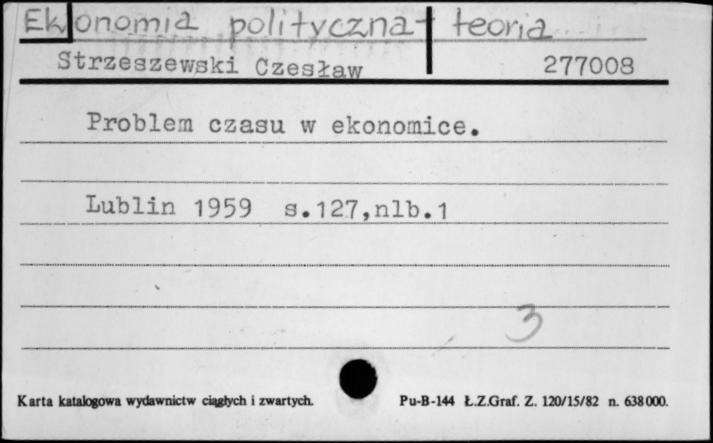 Ekonomia polityczna - teoria
Strzeszewski Czesław 277008
Problem czasu w ekonomice.
Lublin 1959 s.127,nlb.1
3
Karta katalogowa wydawnictw ciągłych i zwartych. Pu-B-144 Ł.Z.Graf. Z. 120/15/82 n. 638000.